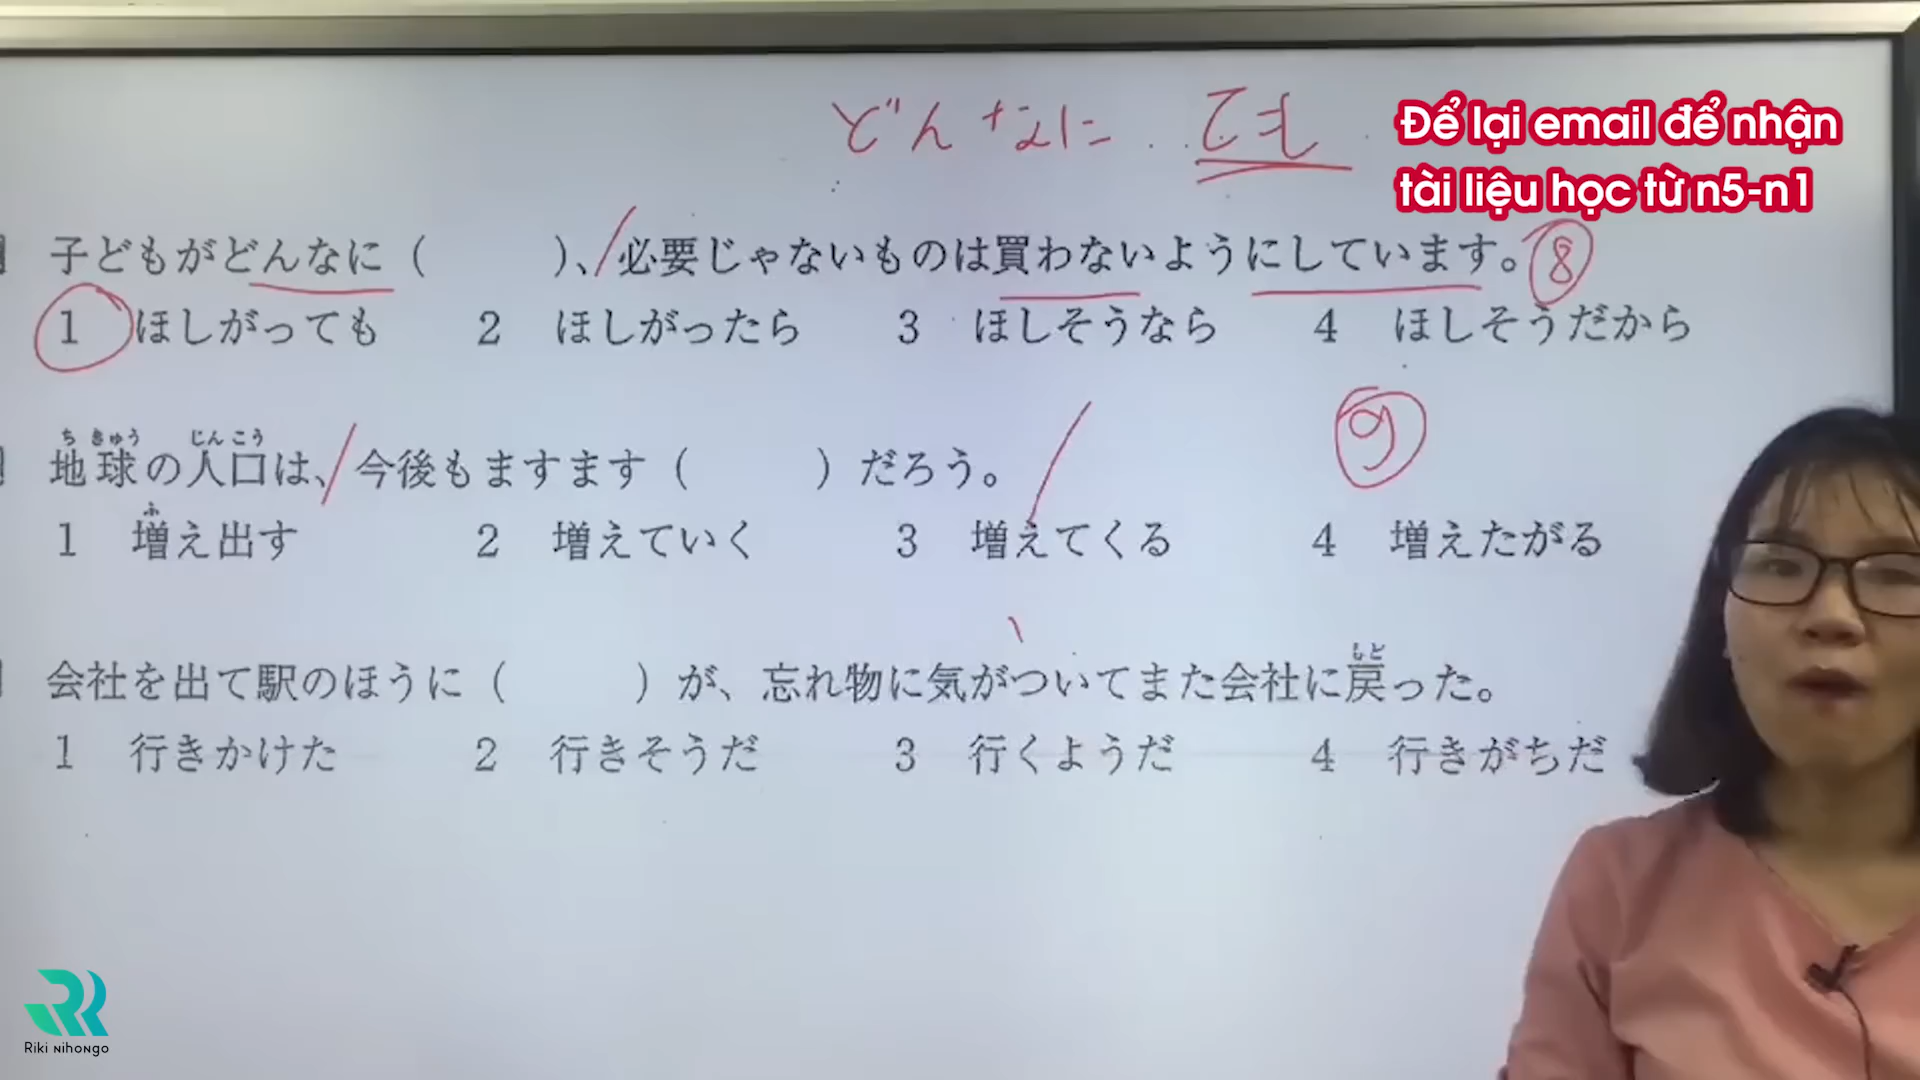 どんなに...ても
Để lại email để nhận
tài liệu học từ n5-n1
子どもがどんなに（　　　）、必要じゃないものは買わないようにしています。 8
1 ほしがっても 2 ほしがったら 3 ほしそうなら 4 ほしそうだから
9
ち きゅう じん こう
地球の人口は、今後もますます（　　　）だろう。
ふ
1 増え出す 2 増えていく 3 増えてくる 4 増えたがる
もど
会社を出て駅のほうに（　　　）が、忘れ物に気がついてまた会社に戻った。
1 行きかけた 2 行きそうだ 3 行くようだ 4 行きがちだ
Riki Nihongo